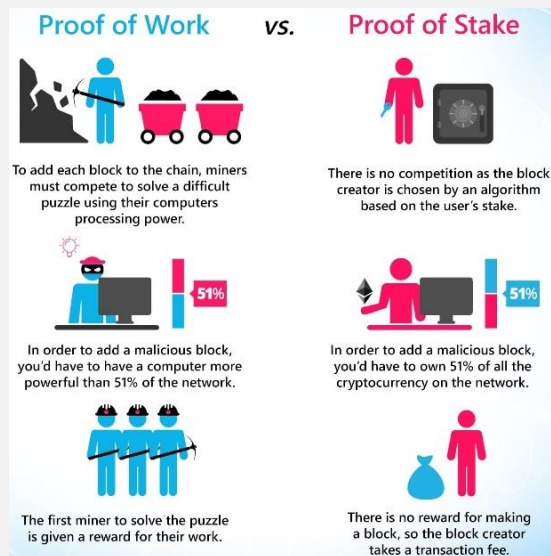 Proof of Work vs. Proof of Stake
To add each block to the chain, miners
must compete to solve a difficult
puzzle using their computers
processing power.
There is no competition as the block
creator is chosen by an algorithm
based on the user's stake.
51%
51%
In order to add a malicious block,
you'd have to have a computer more
powerful than 51% of the network.
In order to add a malicious block,
you'd have to own 51% of all the
cryptocurrency on the network.
The first miner to solve the puzzle
is given a reward for their work.
There is no reward for making
a block, so the block creator
takes a transaction fee.